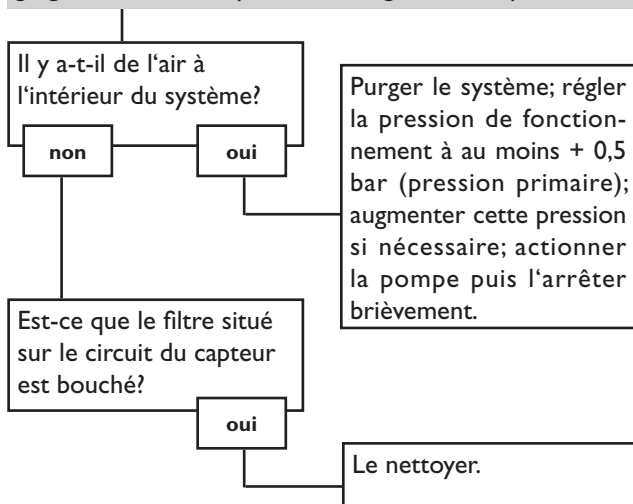 Il y a-t-il de l‘air à
l‘intérieur du système?
non
oui
Purger le système; régler
la pression de fonction-
nement à au moins + 0,5
bar (pression primaire);
augmenter cette pression
si nécessaire; actionner
la pompe puis l‘arrêter
brièvement.
Est-ce que le filtre situé
sur le circuit du capteur
est bouché?
oui
Le nettoyer.